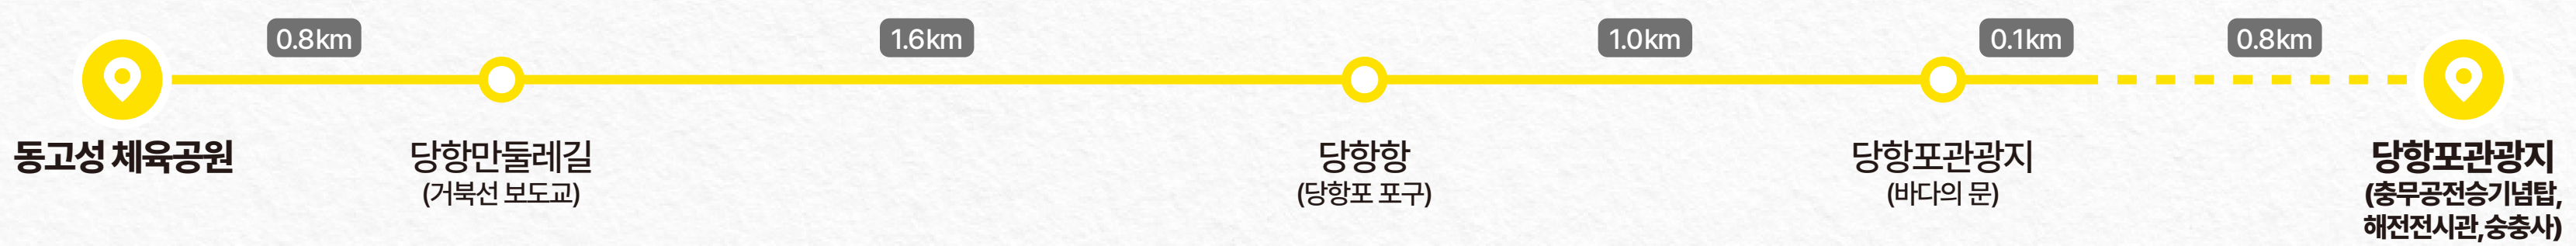 0.8km
1.6km
1.0km
0.1km
0.8km
동고성 체육공원
당항만둘레길
(거북선 보도교)
당항항
(당항포 포구)
당항포관광지
(바다의 문)
당항포관광지
(충무공전승기념탑,
해전전시관,숭충사)